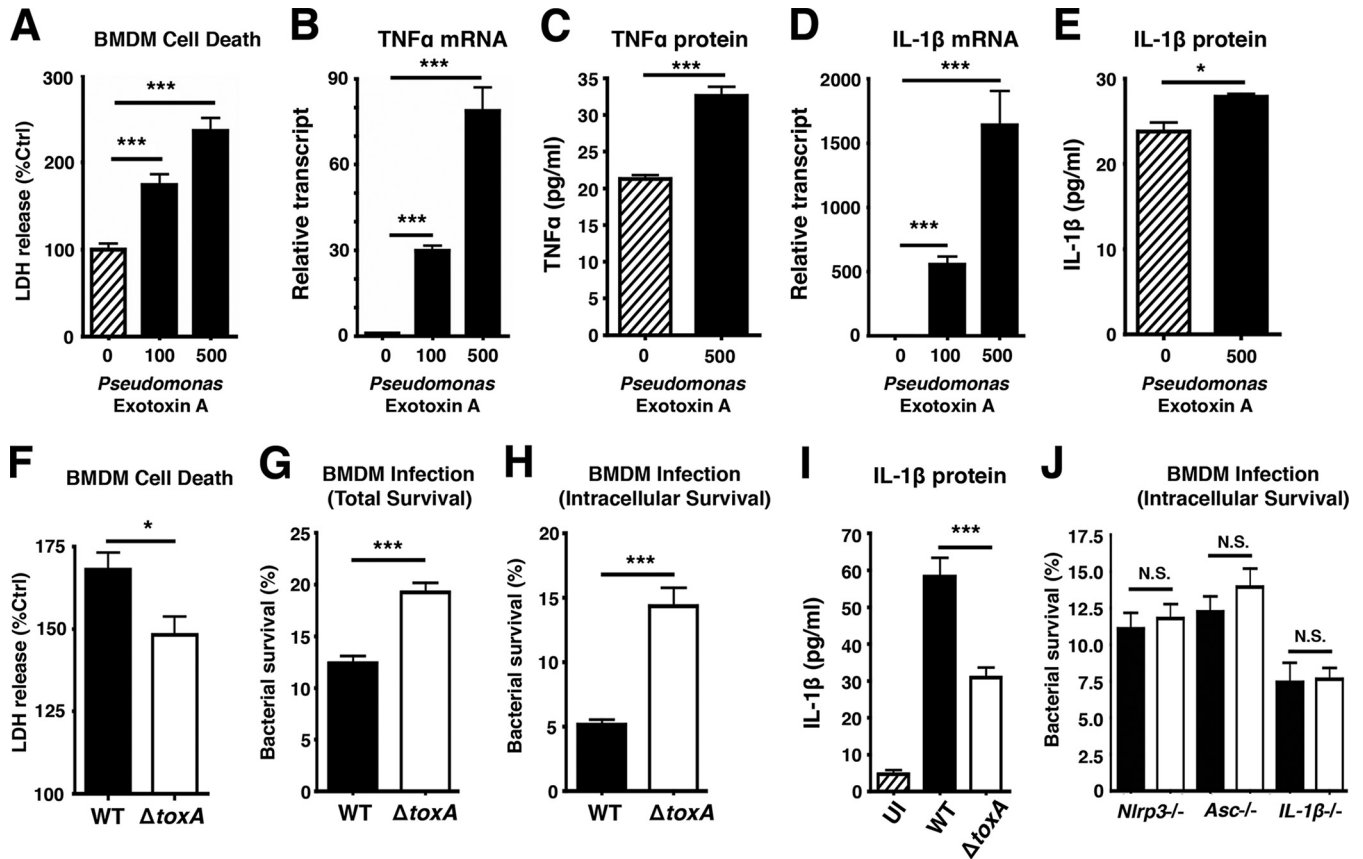 A
BMDM Cell Death
LDH release (%Ctrl)
300
200
100
0
***
***
0 100 500
Pseudomonas
Exotoxin A
B
TNFα mRNA
Relative transcript
90
60
30
0
***
***
0 100 500
Pseudomonas
Exotoxin A
C
TNFα protein
TNFα (pg/ml)
35
30
25
20
15
10
5
0
***
0 500
Pseudomonas
Exotoxin A
D
IL-1β mRNA
Relative transcript
2000
1500
1000
500
0
***
***
0 100 500
Pseudomonas
Exotoxin A
E
IL-1β protein
IL-1β (pg/ml)
30
20
10
0
*
0 500
Pseudomonas
Exotoxin A
F
BMDM Cell Death
LDH release (%Ctrl)
175
150
125
100
*
WT ΔtoxA
G
BMDM Infection
(Total Survival)
Bacterial survival (%)
25
20
15
10
5
0
***
WT ΔtoxA
H
BMDM Infection
(Intracellular Survival)
Bacterial survival (%)
20
15
10
5
0
***
WT ΔtoxA
I
IL-1β protein
IL-1β (pg/ml)
70
60
50
40
30
20
10
0
***
UI WT ΔtoxA
J
BMDM Infection
(Intracellular Survival)
Bacterial survival (%)
17.5
15.0
12.5
10.0
7.5
5.0
2.5
0
N.S.
N.S.
N.S.
Nlrp3-/- Asc-/- IL-1β-/-